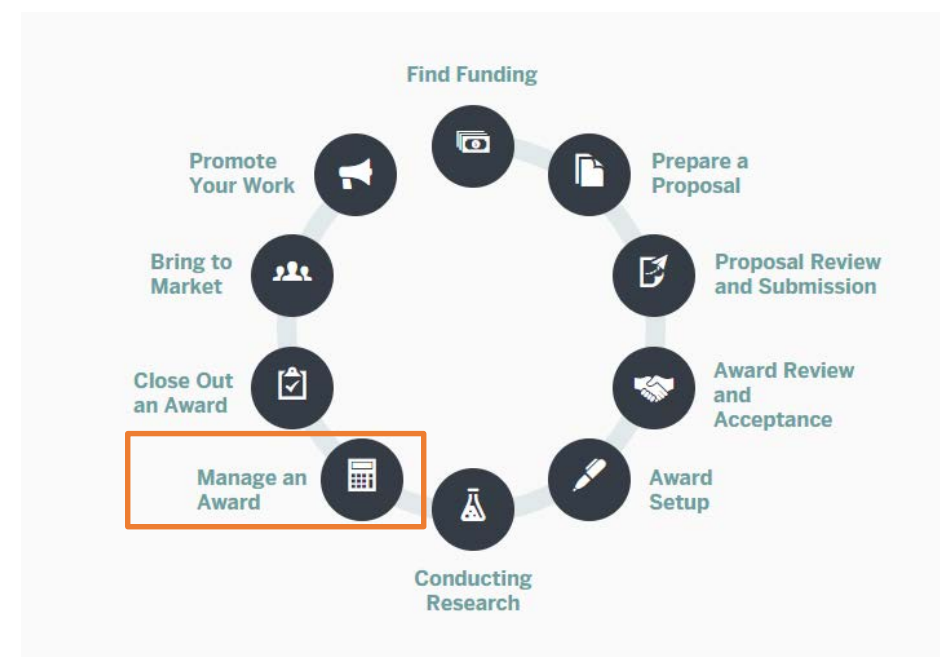 Find Funding
Prepare a
Proposal
Proposal Review
and Submission
Award Review
and
Acceptance
Award
Setup
Conducting
Research
Manage an
Award
Close Out
an Award
Bring to
Market
Promote
Your Work